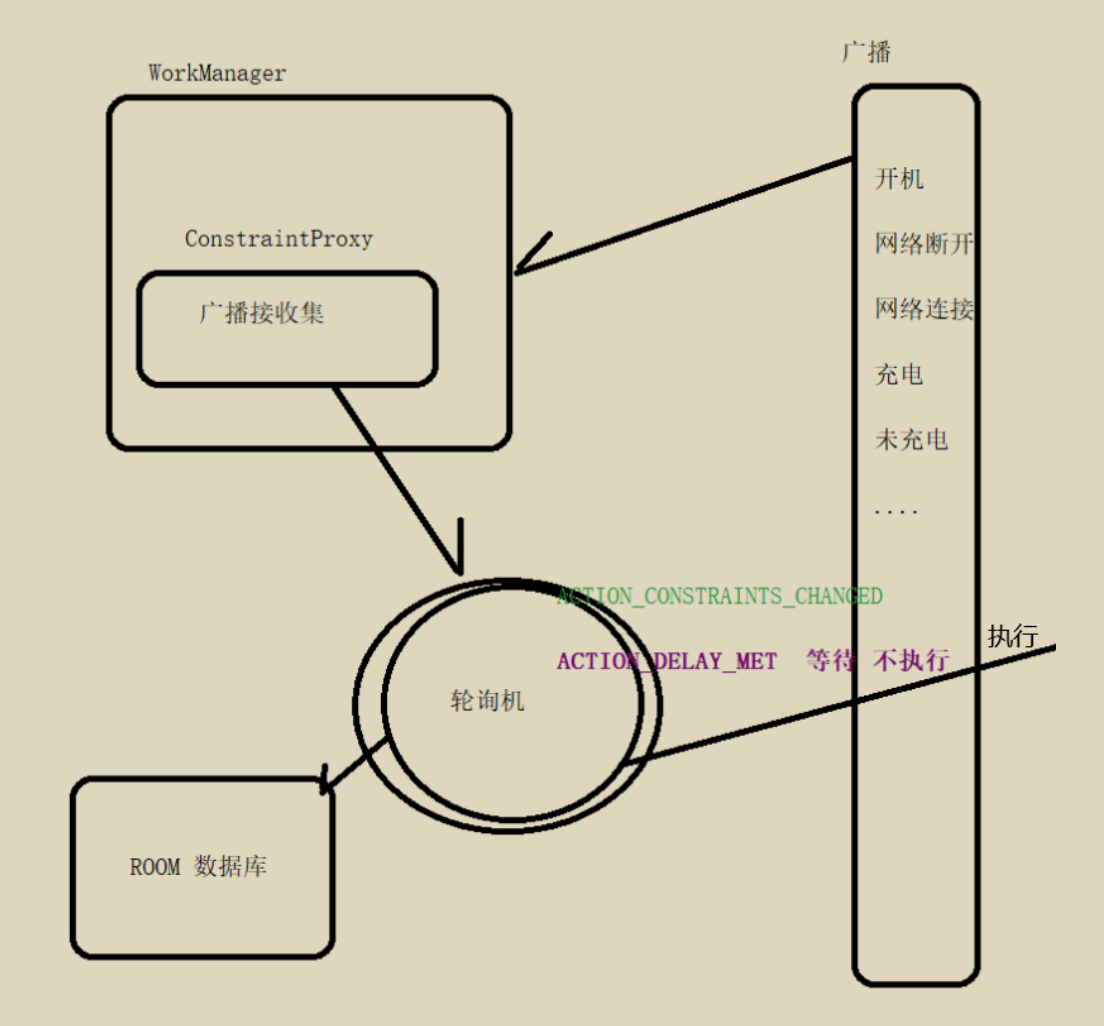 广播
WorkManager
开机
ConstraintProxy
网络断开
广播接收集
网络连接
充电
未充电
....
ACTION_CONSTRAINTS_CHANGED
执行
ACTION_DELAY_MET 等待 不执行
轮询机
ROOM 数据库